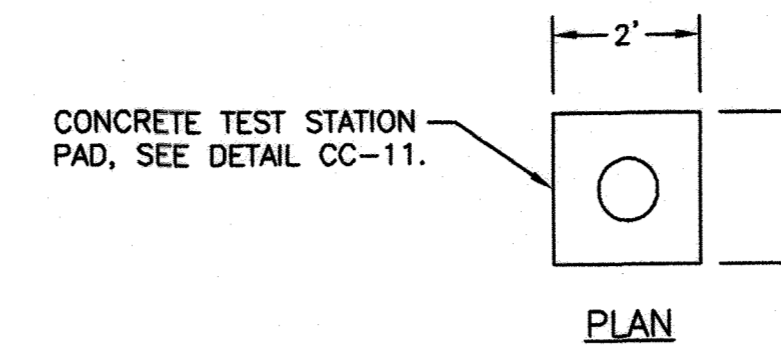 2'
CONCRETE TEST STATION
PAD, SEE DETAIL CC-11.
PLAN